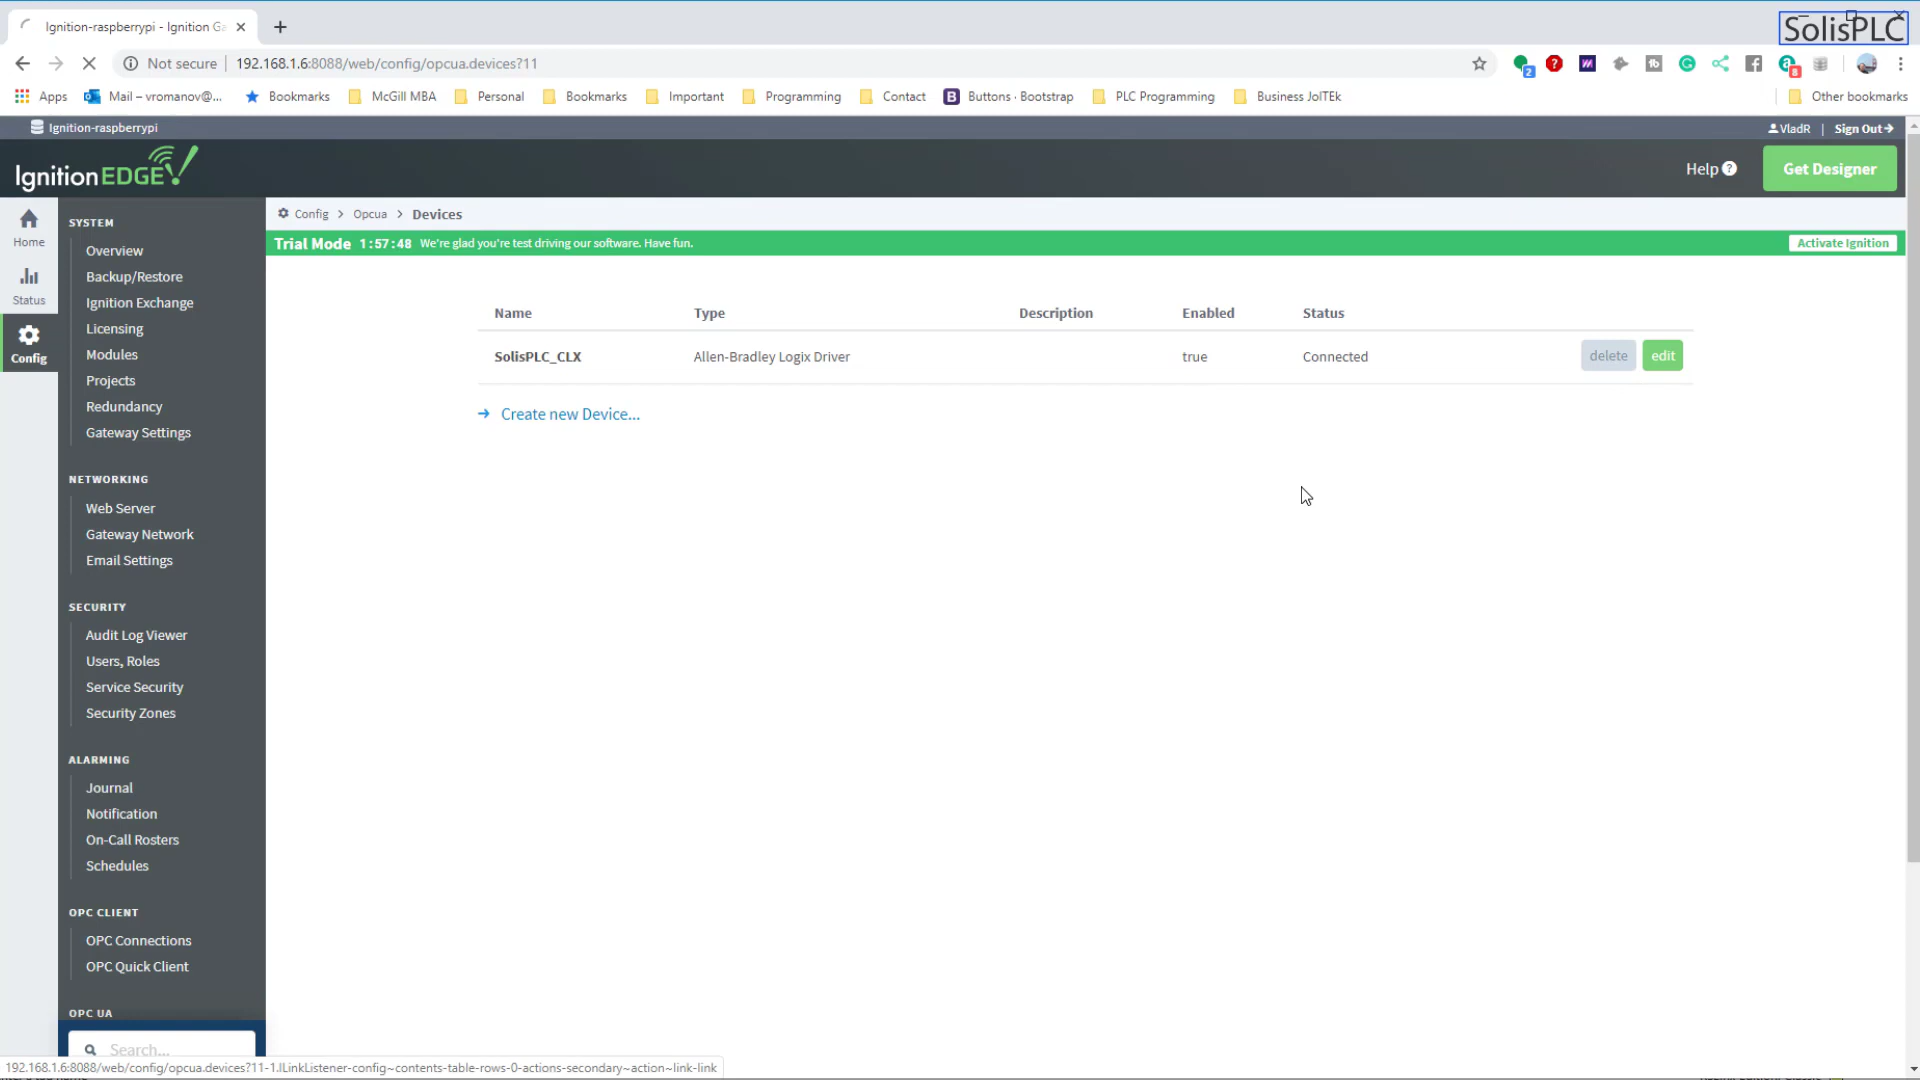 Ignition-raspberrypi - Ignition Ga
SolisPLC
Not secure 192.168.1.6:8088/web/config/opcua.devices?11
2
8
Apps Mail – vromanov@... Bookmarks McGill MBA Personal Bookmarks Important Programming Contact Buttons · Bootstrap PLC Programming Business JolTEk Other bookmarks
Ignition-raspberrypi VladR | Sign Out
Ignition EDGE! Help Get Designer
Config > Opcua > Devices
Trial Mode 1:57:48 We're glad you're test driving our software. Have fun. Activate Ignition
Home
Status
Config
SYSTEM
Overview
Backup/Restore
Ignition Exchange
Licensing
Modules
Projects
Redundancy
Gateway Settings
NETWORKING
Web Server
Gateway Network
Email Settings
SECURITY
Audit Log Viewer
Users, Roles
Service Security
Security Zones
ALARMING
Journal
Notification
On-Call Rosters
Schedules
OPC CLIENT
OPC Connections
OPC Quick Client
OPC UA
Search...
Name Type Description Enabled Status
SolisPLC_CLX Allen-Bradley Logix Driver true Connected delete edit
Create new Device...
192.168.1.6:8088/web/config/opcua.devices?11-1.ILinkListener-config~contents-table-rows-0-actions-secondary~action~link-link